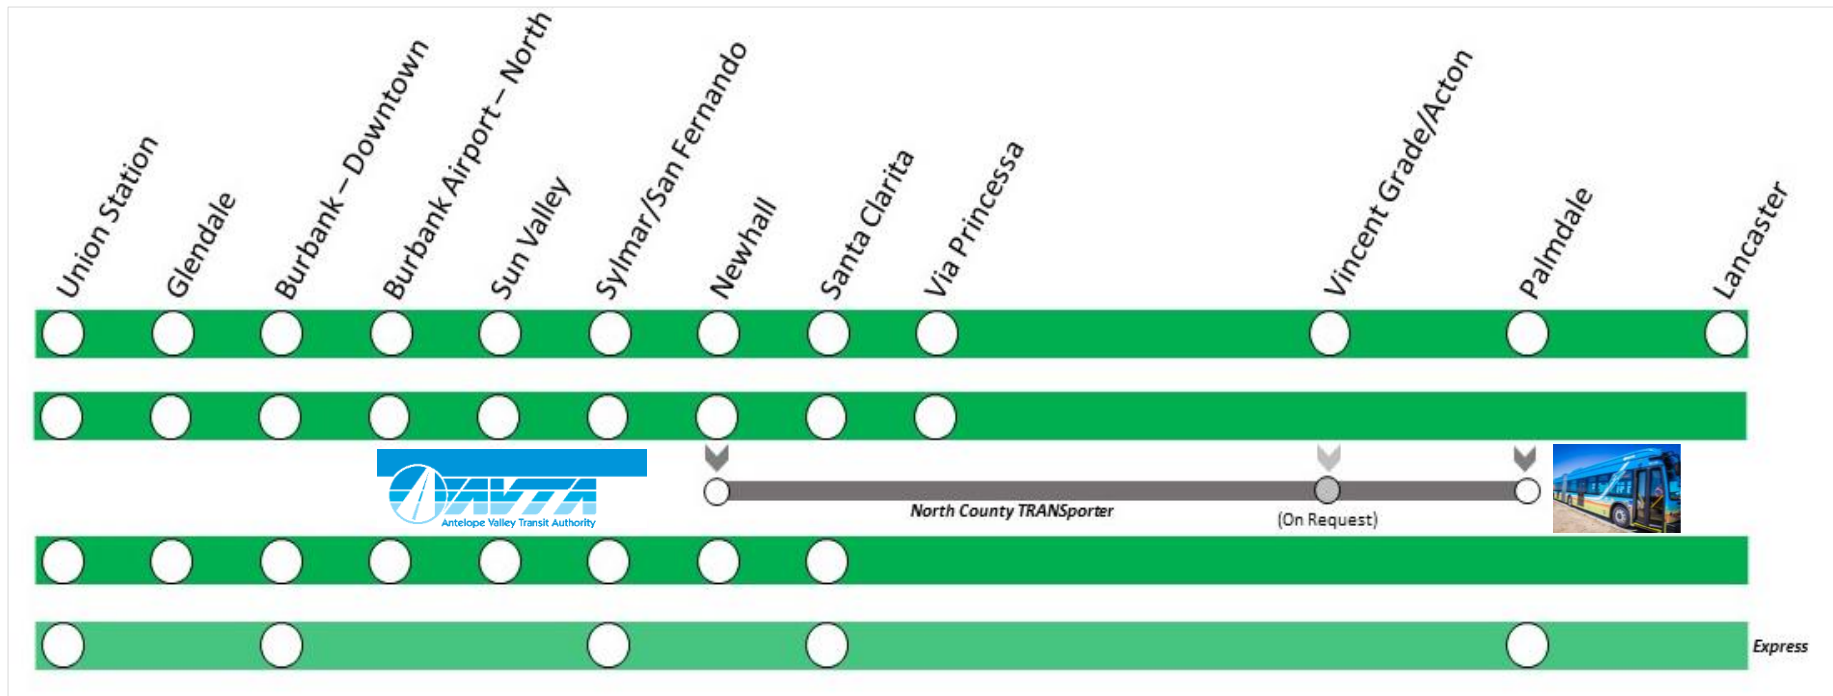 Union Station
Glendale
Burbank – Downtown
Burbank Airport – North
Sun Valley
Sylmar/San Fernando
Newhall
Santa Clarita
Via Princessa
Vincent Grade/Acton
Palmdale
Lancaster
AVTA
Antelope Valley Transit Authority
North County TRANSporter
(On Request)
Express